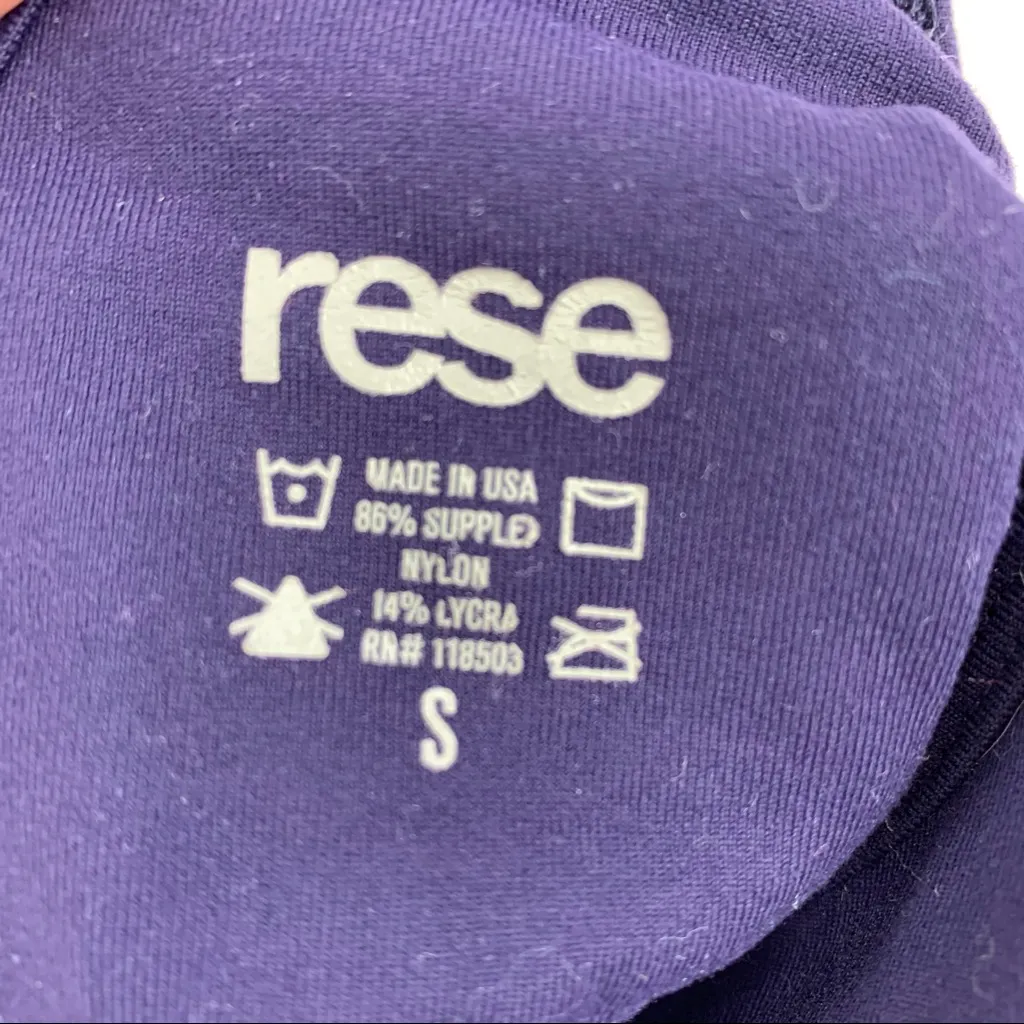 rese
MADE IN USA
86% SUPPLEX
NYLON
14% LYCRA
RN# 118503
S